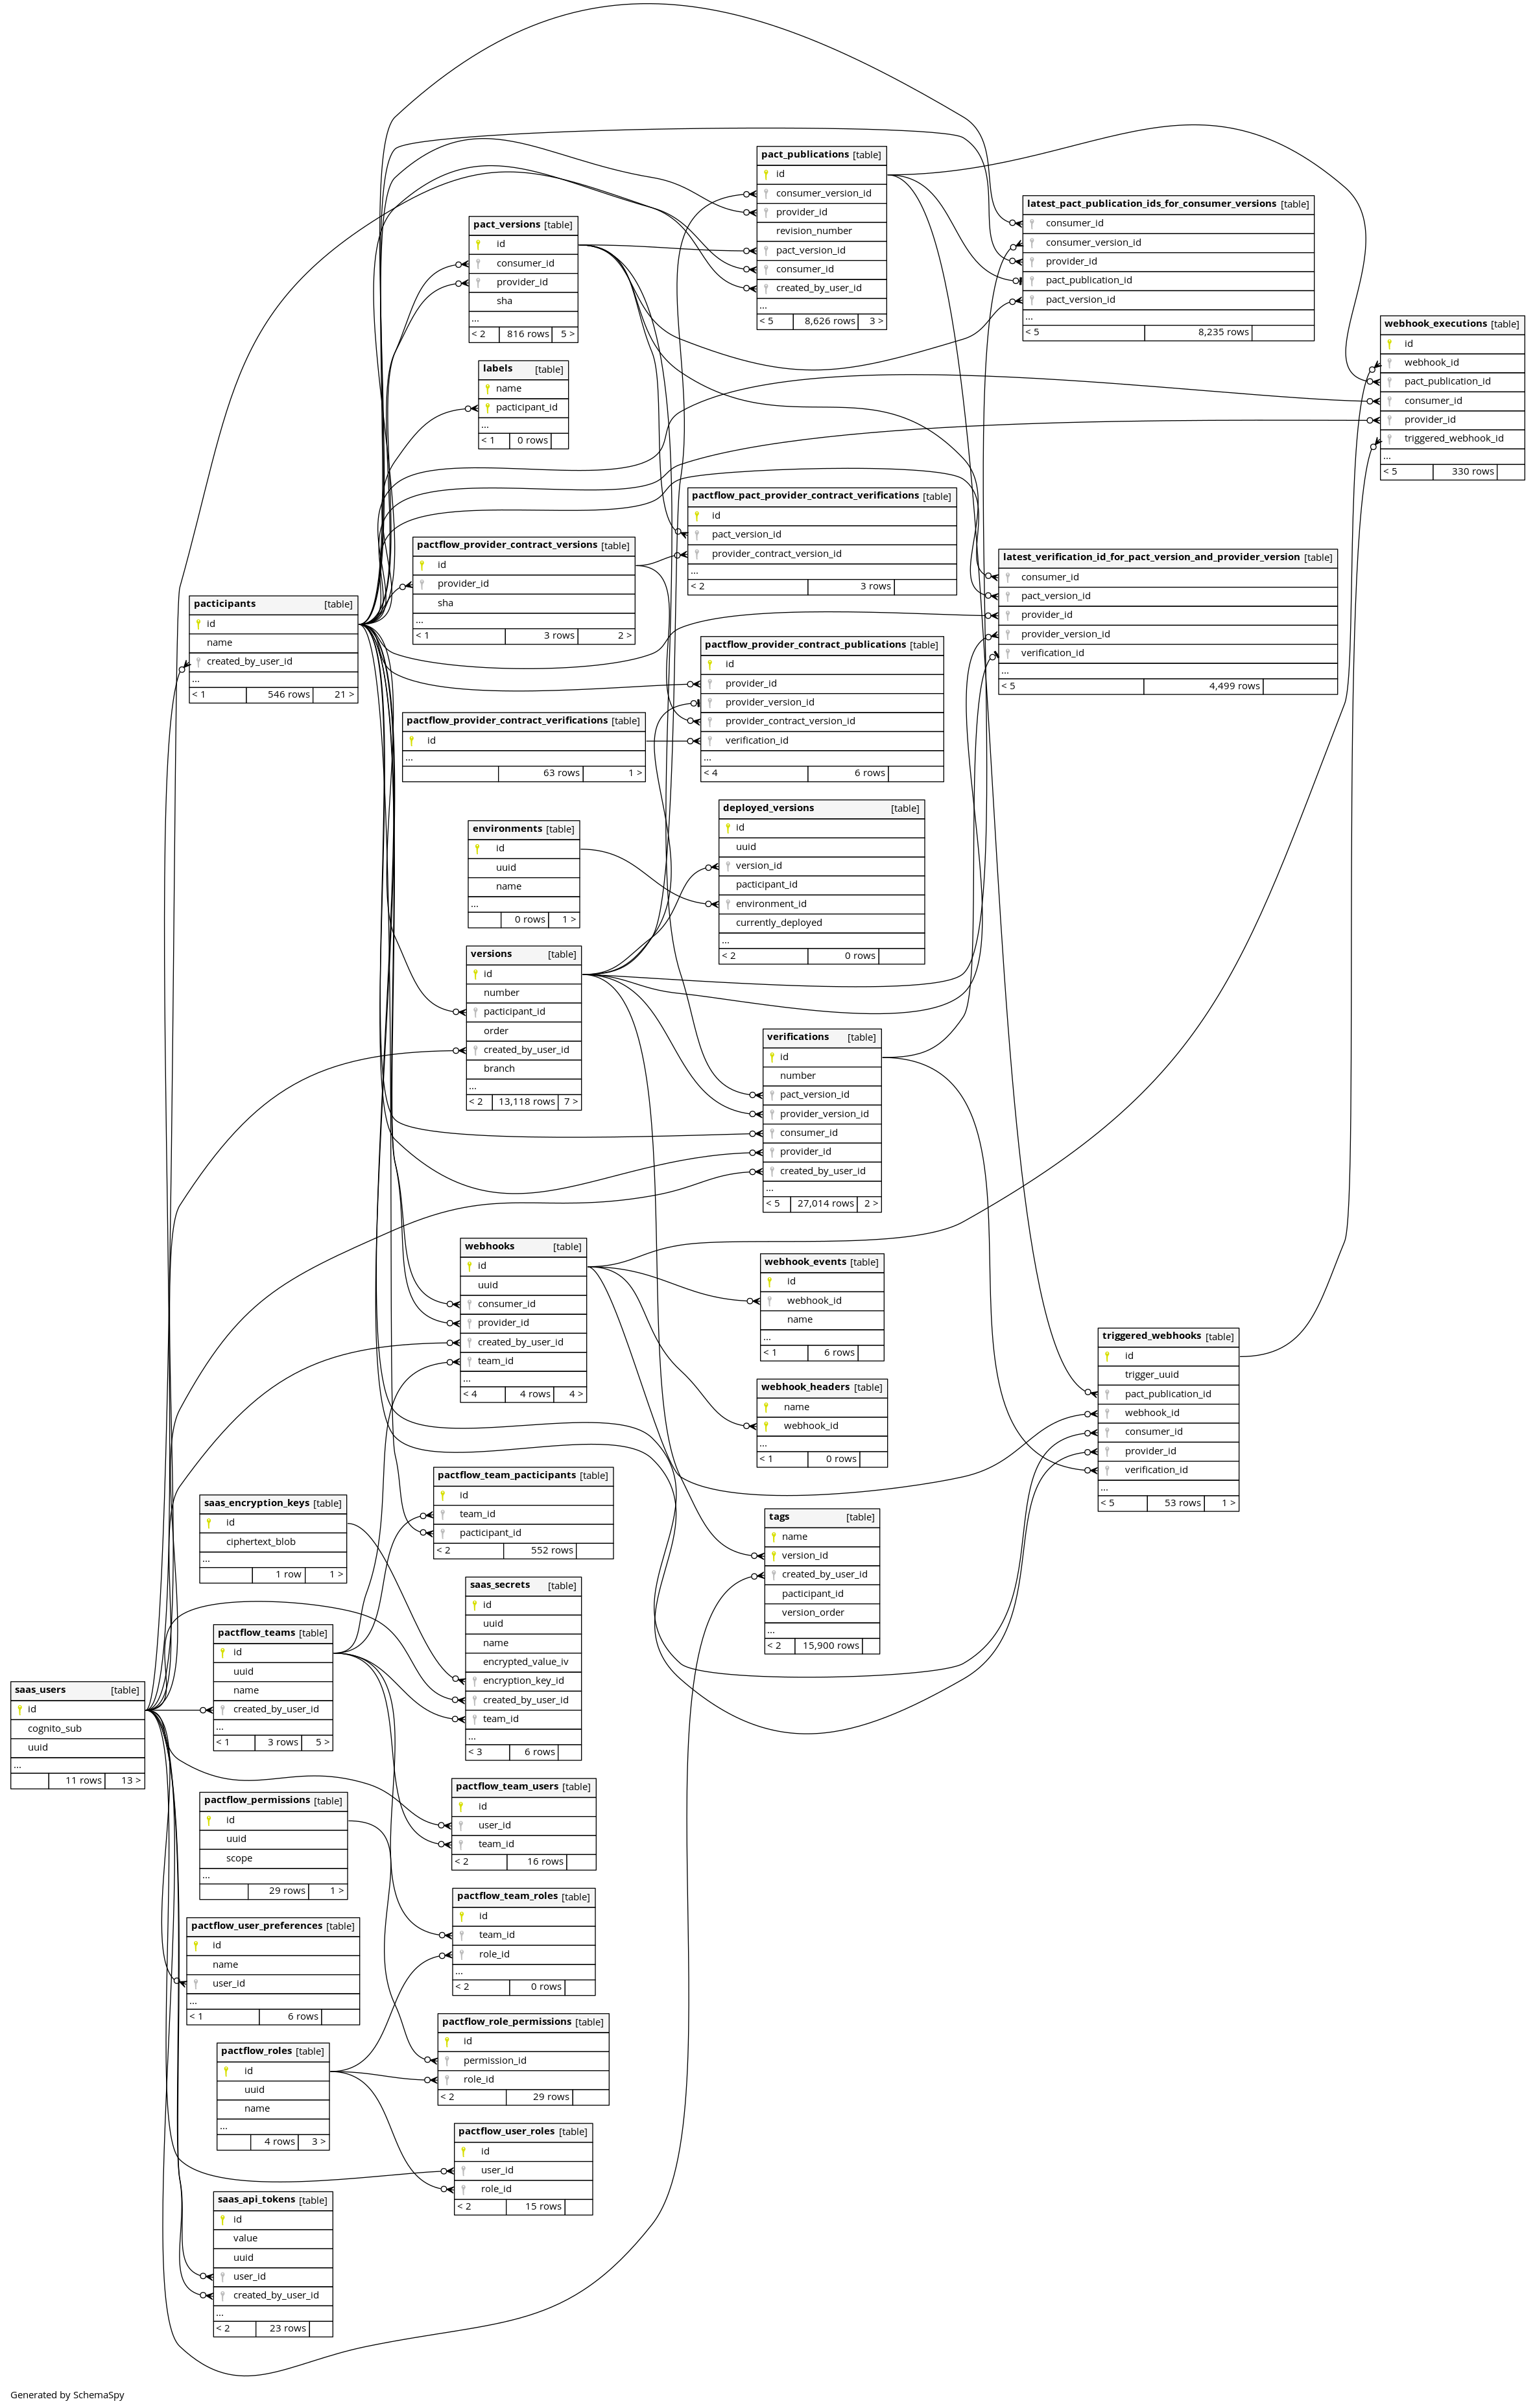 pact_publications [table]
id
consumer_version_id
provider_id
revision_number
pact_version_id
consumer_id
created_by_user_id
...
< 5 8,626 rows 3 >
latest_pact_publication_ids_for_consumer_versions [table]
consumer_id
consumer_version_id
provider_id
pact_publication_id
pact_version_id
...
< 5 8,235 rows
pact_versions [table]
id
consumer_id
provider_id
sha
...
< 2 816 rows 5 >
webhook_executions [table]
id
webhook_id
pact_publication_id
consumer_id
provider_id
triggered_webhook_id
...
< 5 330 rows
labels [table]
name
pacticipant_id
...
< 1 0 rows
pactflow_pact_provider_contract_verifications [table]
id
pact_version_id
provider_contract_version_id
...
< 2 3 rows
pactflow_provider_contract_versions [table]
id
provider_id
sha
...
< 1 3 rows 2 >
latest_verification_id_for_pact_version_and_provider_version [table]
consumer_id
pact_version_id
provider_id
provider_version_id
verification_id
...
< 5 4,499 rows
pacticipants [table]
id
name
created_by_user_id
...
< 1 546 rows 21 >
pactflow_provider_contract_publications [table]
id
provider_id
provider_version_id
provider_contract_version_id
verification_id
...
< 4 6 rows
pactflow_provider_contract_verifications [table]
id
...
63 rows 1 >
deployed_versions [table]
id
uuid
version_id
pacticipant_id
environment_id
currently_deployed
...
< 2 0 rows
environments [table]
id
uuid
name
...
0 rows 1 >
versions [table]
id
number
pacticipant_id
order
created_by_user_id
branch
...
< 2 13,118 rows 7 >
verifications [table]
id
number
pact_version_id
provider_version_id
consumer_id
provider_id
created_by_user_id
...
< 5 27,014 rows 2 >
webhooks [table]
id
uuid
consumer_id
provider_id
created_by_user_id
team_id
...
< 4 4 rows 4 >
webhook_events [table]
id
webhook_id
name
...
< 1 6 rows
triggered_webhooks [table]
id
trigger_uuid
pact_publication_id
webhook_id
consumer_id
provider_id
verification_id
...
< 5 53 rows 1 >
webhook_headers [table]
name
webhook_id
...
< 1 0 rows
pactflow_team_pacticipants [table]
id
team_id
pacticipant_id
< 2 552 rows
saas_encryption_keys [table]
id
ciphertext_blob
...
1 row 1 >
tags [table]
name
version_id
created_by_user_id
pacticipant_id
version_order
...
< 2 15,900 rows
saas_secrets [table]
id
uuid
name
encrypted_value_iv
encryption_key_id
created_by_user_id
team_id
...
< 3 6 rows
pactflow_teams [table]
id
uuid
name
created_by_user_id
...
< 1 3 rows 5 >
saas_users [table]
id
cognito_sub
uuid
...
11 rows 13 >
pactflow_team_users [table]
id
user_id
team_id
< 2 16 rows
pactflow_permissions [table]
id
uuid
scope
...
29 rows 1 >
pactflow_team_roles [table]
id
team_id
role_id
...
< 2 0 rows
pactflow_user_preferences [table]
id
name
user_id
...
< 1 6 rows
pactflow_role_permissions [table]
id
permission_id
role_id
< 2 29 rows
pactflow_roles [table]
id
uuid
name
...
4 rows 3 >
pactflow_user_roles [table]
id
user_id
role_id
< 2 15 rows
saas_api_tokens [table]
id
value
uuid
user_id
created_by_user_id
...
< 2 23 rows
Generated by SchemaSpy